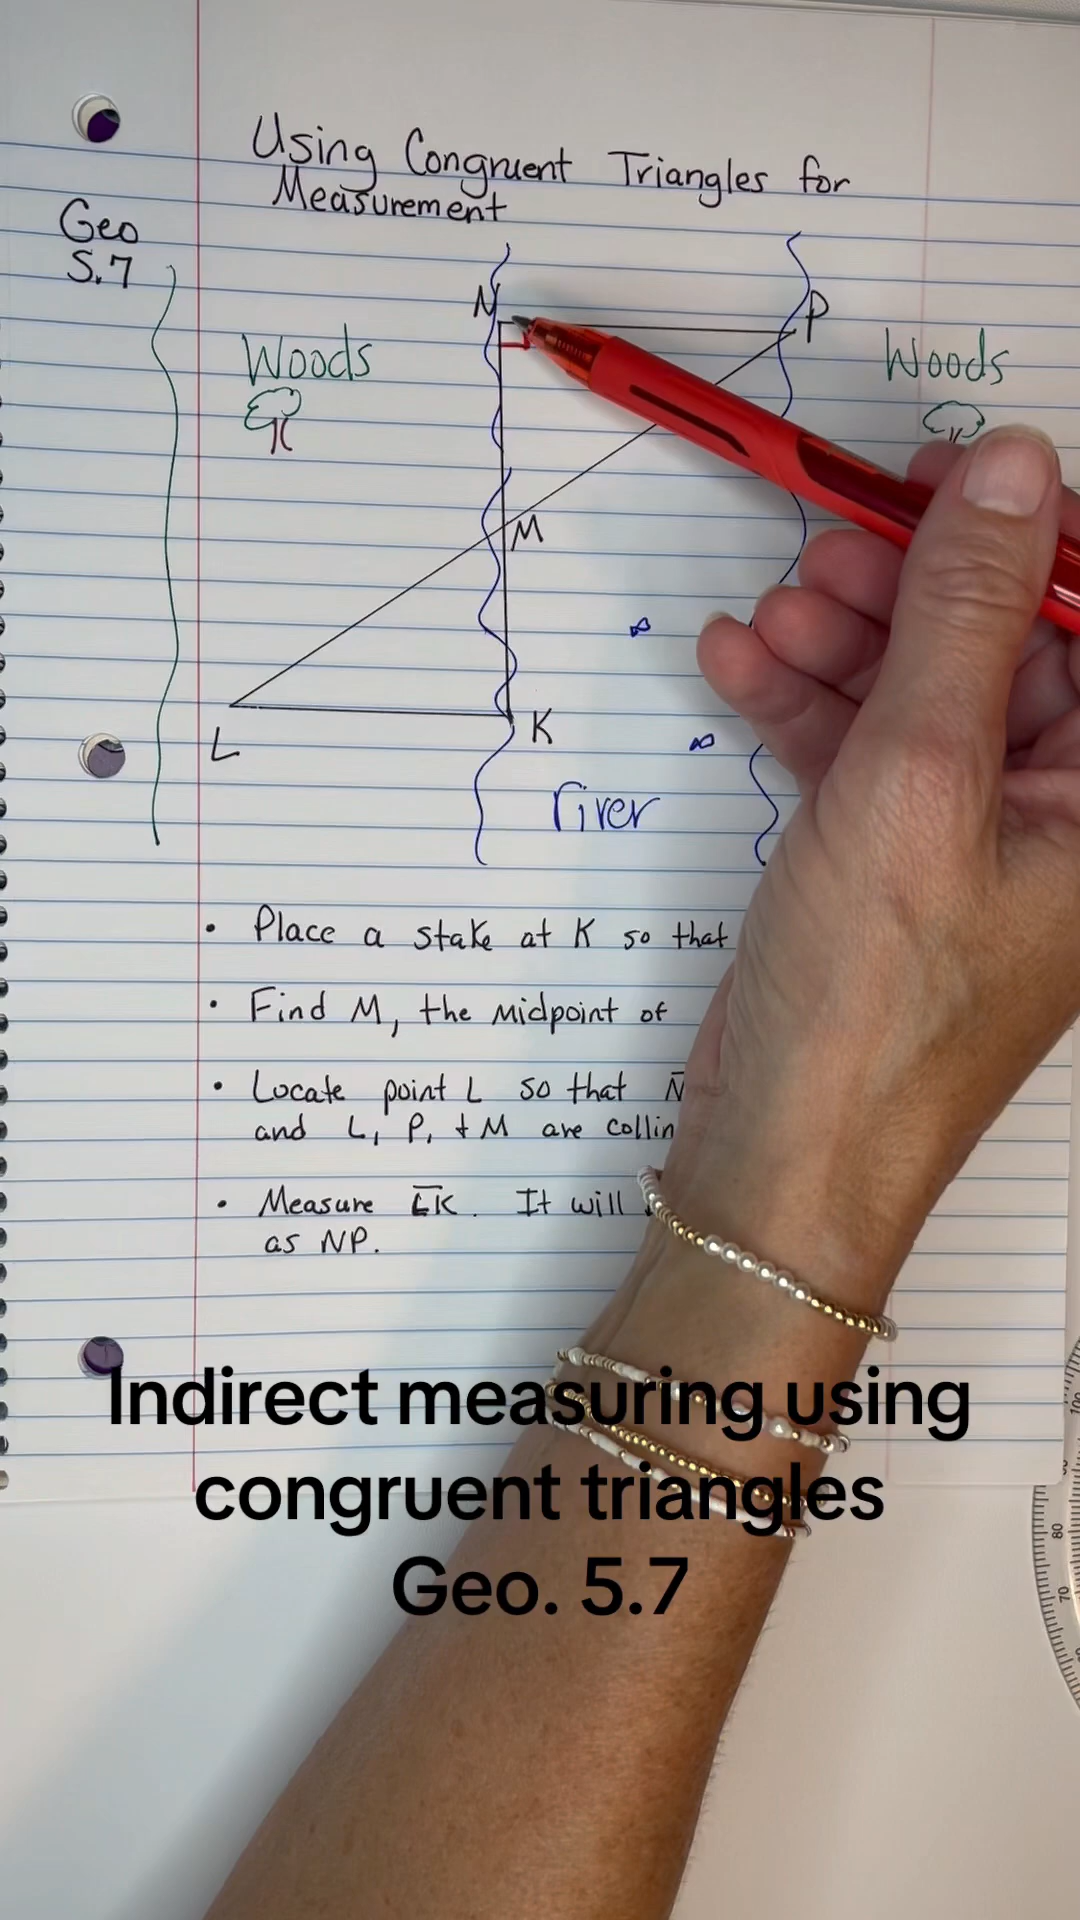 Using Congruent Triangles for
Measurement
Geo
5.7
N
P
Woods
Woods
M
L
K
river
• Place a stake at K so that
• Find M, the midpoint of
• Locate point L so that N
and L, P, + M are collin
• Measure LK. It will
as NP.
Indirect measuring using
congruent triangles
Geo. 5.7
80
70